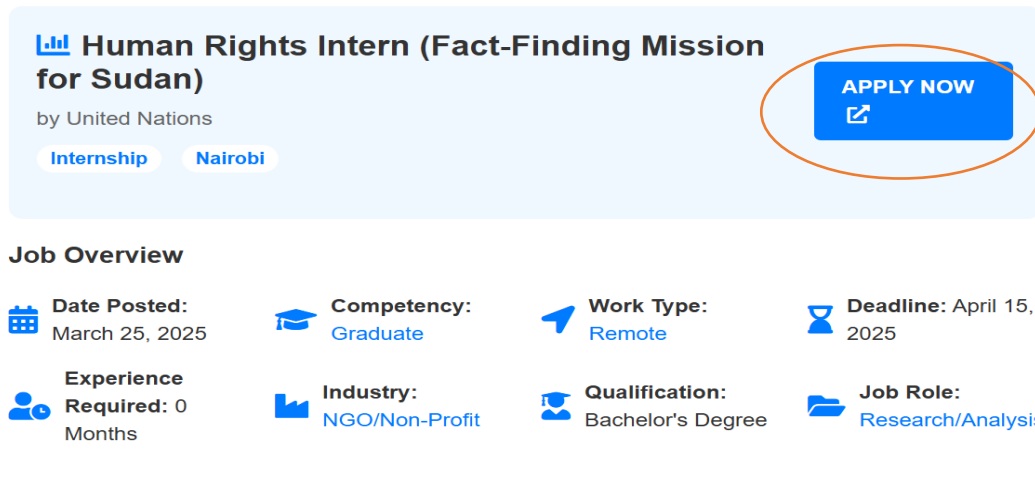 Human Rights Intern (Fact-Finding Mission
for Sudan)
by United Nations
Internship Nairobi
APPLY NOW
Job Overview
Date Posted:
March 25, 2025
Competency:
Graduate
Work Type:
Remote
Deadline: April 15,
2025
Experience
Required: 0
Months
Industry:
NGO/Non-Profit
Qualification:
Bachelor's Degree
Job Role:
Research/Analysis